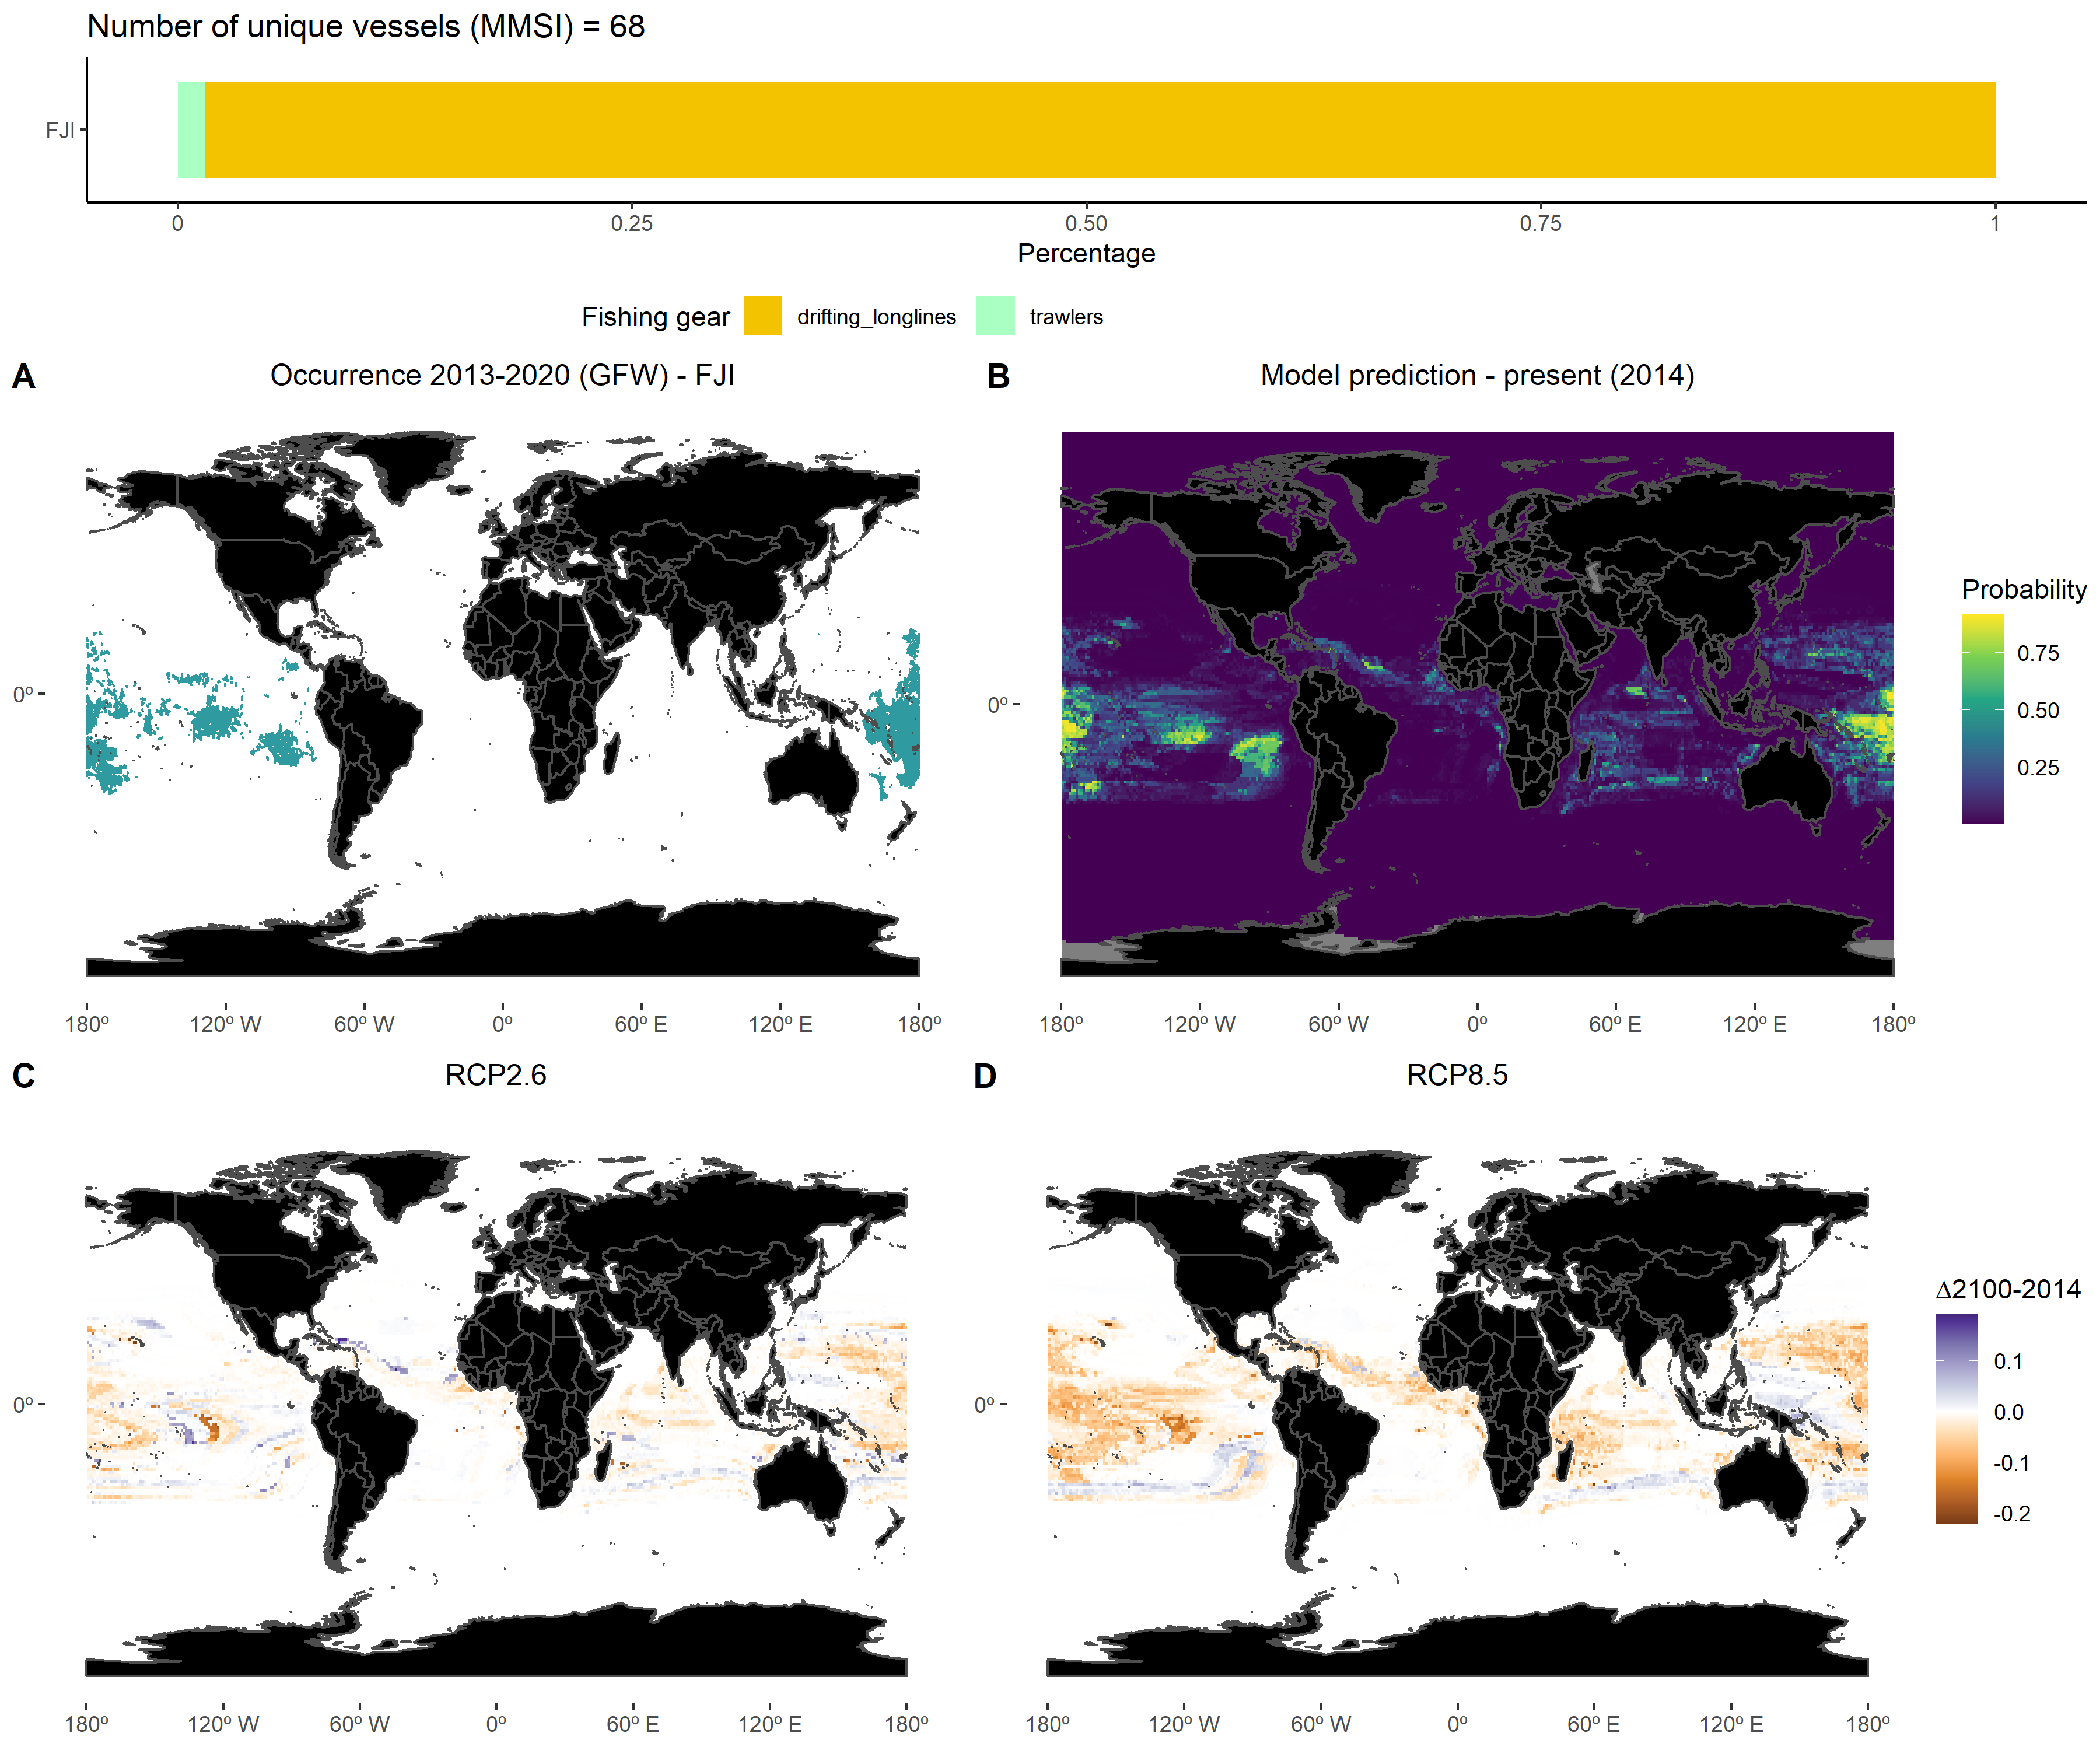 Number of unique vessels (MMSI) = 68
FJI
0 0.25 0.50 0.75 1
Percentage
Fishing gear drifting_longlines trawlers
A Occurrence 2013-2020 (GFW) - FJI
0º
180º 120º W 60º W 0º 60º E 120º E 180º
B Model prediction - present (2014)
0º
180º 120º W 60º W 0º 60º E 120º E 180º
Probability
0.75
0.50
0.25
C RCP2.6
0º
180º 120º W 60º W 0º 60º E 120º E 180º
D RCP8.5
0º
180º 120º W 60º W 0º 60º E 120º E 180º
Δ2100-2014
0.1
0.0
-0.1
-0.2